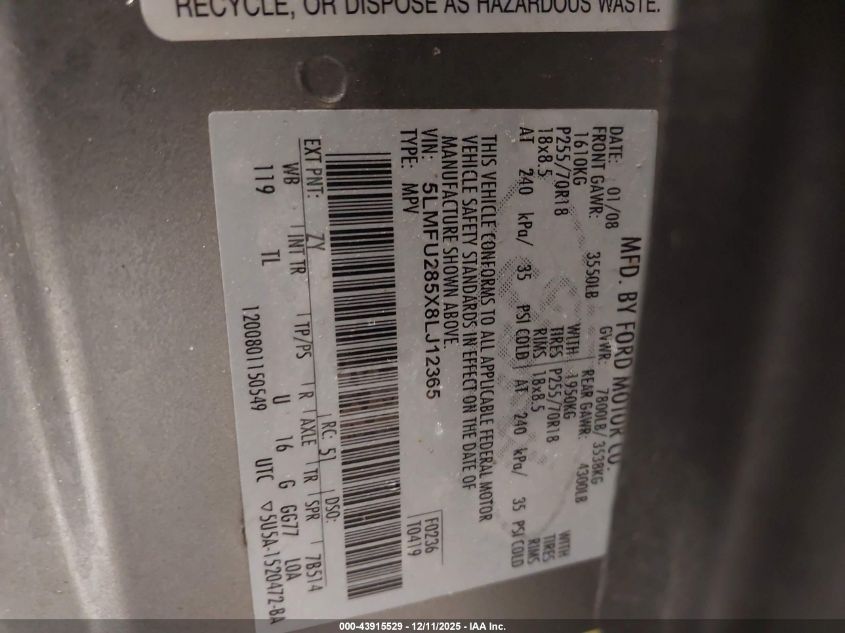 RECYCLE, OR DISPOSE AS HAZARDOUS WASTE.
MFD. BY FORD MOTOR CO.
DATE: 01/08 GVWR: 7800LB/ 3538KG
FRONT GAWR: 3550LB REAR GAWR: 4300LB
1610KG WITH 1950KG WITH
P255/70R18 TIRES P255/70R18 TIRES
18x8.5 RIMS 18x8.5 RIMS
AT 240 kPa/ 35 PSI COLD AT 240 kPa/ 35 PSI COLD
THIS VEHICLE CONFORMS TO ALL APPLICABLE FEDERAL MOTOR
VEHICLE SAFETY STANDARDS IN EFFECT ON THE DATE OF
MANUFACTURE SHOWN ABOVE.
VIN: 5LMFU285X8LJ12365
TYPE: MPV
F0236
T0419
EXT PNT: ZY RC: 51 DSO:
WB INT TR TP/PS R AXLE TR SPR 7B514
119 TL U 16 G GG77 LOA
1200801150549 UTC ▽5U5A-1520472-BA
000-43915529 - 12/11/2025 - IAA Inc.